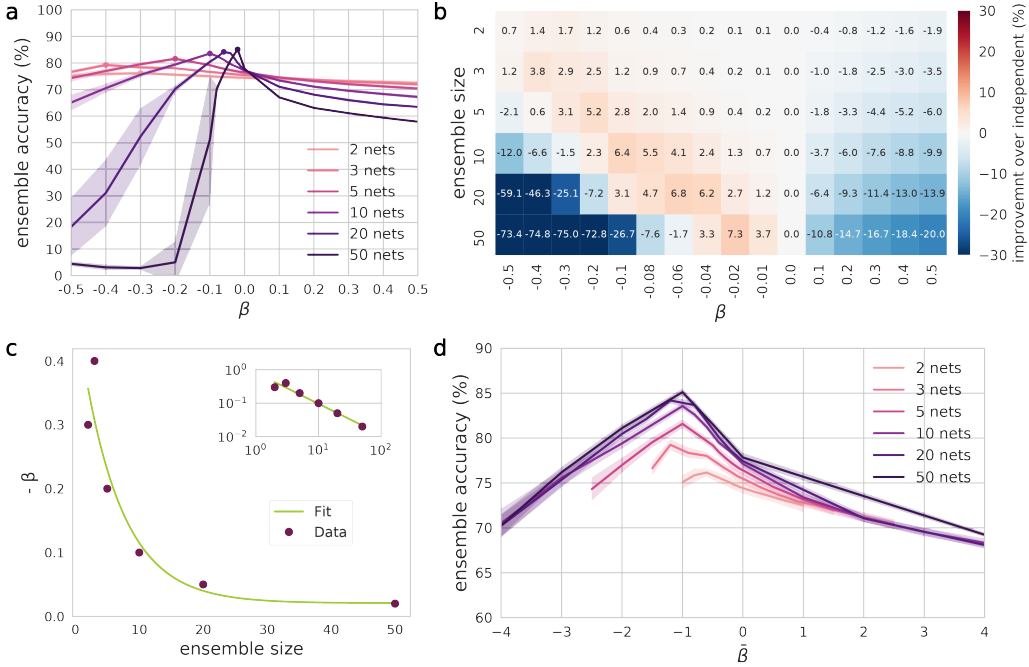 a
ensemble accuracy (%)
100
90
80
70
60
50
40
30
20
10
0
-0.5 -0.4 -0.3 -0.2 -0.1 0.0 0.1 0.2 0.3 0.4 0.5
β
2 nets
3 nets
5 nets
10 nets
20 nets
50 nets
b
ensemble size
2 0.7 1.4 1.7 1.2 0.6 0.4 0.3 0.2 0.1 0.1 0.0 -0.4 -0.8 -1.2 -1.6 -1.9
3 1.2 3.8 2.9 2.5 1.2 0.9 0.7 0.4 0.2 0.1 0.0 -1.0 -1.8 -2.5 -3.0 -3.5
5 -2.1 0.6 3.1 5.2 2.8 2.0 1.4 0.9 0.4 0.2 0.0 -1.8 -3.3 -4.5 -5.2 -6.0
10 -12.0 -6.6 -1.5 2.3 6.4 5.5 4.1 2.4 1.3 0.7 0.0 -3.7 -6.0 -7.6 -8.8 -9.9
20 -59.1 -46.3 -25.1 -7.2 3.1 4.7 6.8 6.2 2.7 1.2 0.0 -6.4 -9.3 -11.4 -13.0 -13.9
50 -73.4 -74.8 -75.0 -72.8 -26.7 -7.6 -1.7 3.3 7.3 3.7 0.0 -10.8 -14.7 -16.7 -18.4 -20.0
-0.5 -0.4 -0.3 -0.2 -0.1 -0.08 -0.06 -0.04 -0.02 -0.01 0.0 0.1 0.2 0.3 0.4 0.5
β
30
20
10
0
−10
−20
−30
improvemnt over independent (%)
c
- β
0.4
0.3
0.2
0.1
0.0
0 10 20 30 40 50
ensemble size
10⁰
10⁻¹
10⁻²
10⁰ 10¹ 10²
Fit
Data
d
ensemble accuracy (%)
90
85
80
75
70
65
60
−4 −3 −2 −1 0 1 2 3 4
β̄
2 nets
3 nets
5 nets
10 nets
20 nets
50 nets